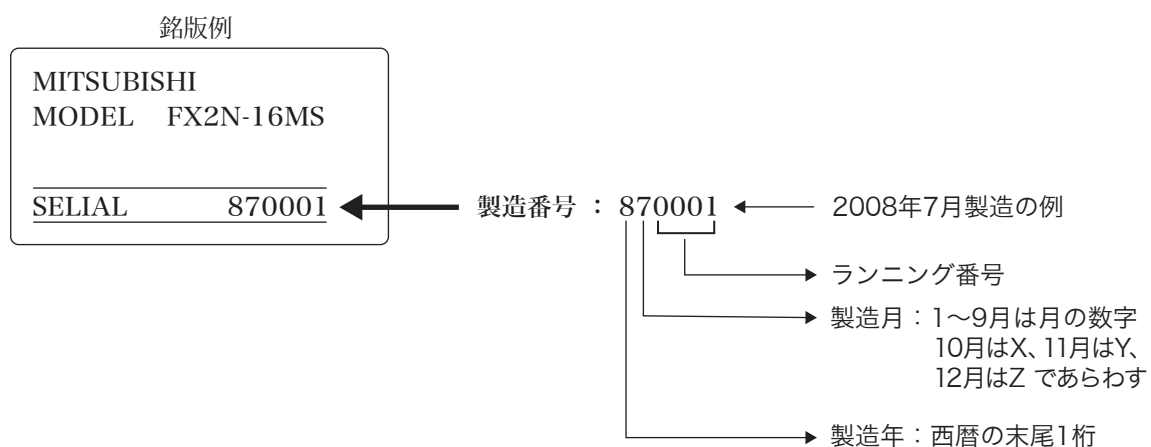 銘版例
MITSUBISHI
MODEL FX2N-16MS
SELIAL 870001
製造番号 : 870001
2008年7月製造の例
ランニング番号
製造月:1〜9月は月の数字
10月はX、11月はY、
12月はZ であらわす
製造年:西暦の末尾1桁